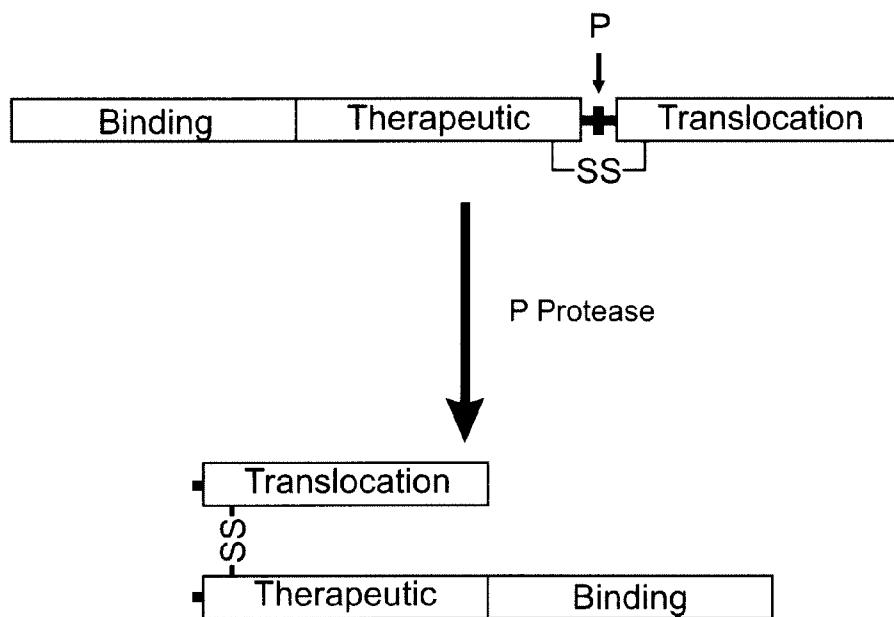 P
Binding Therapeutic Translocation
SS
P Protease
Translocation
SS
Therapeutic Binding